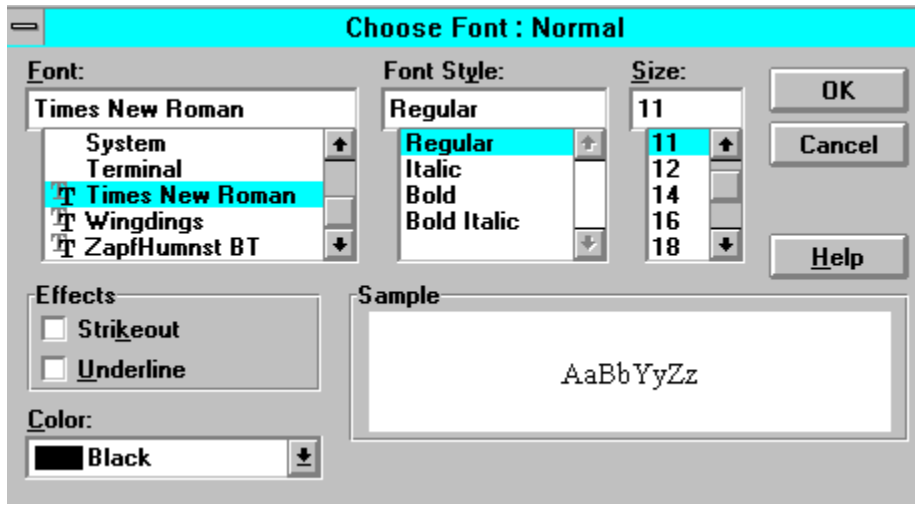 Choose Font : Normal
Font:
Times New Roman
System
Terminal
Times New Roman
Wingdings
ZapfHumnst BT
Font Style:
Regular
Regular
Italic
Bold
Bold Italic
Size:
11
11
12
14
16
18
OK
Cancel
Help
Effects
Strikeout
Underline
Color:
Black
Sample
AaBbYyZz